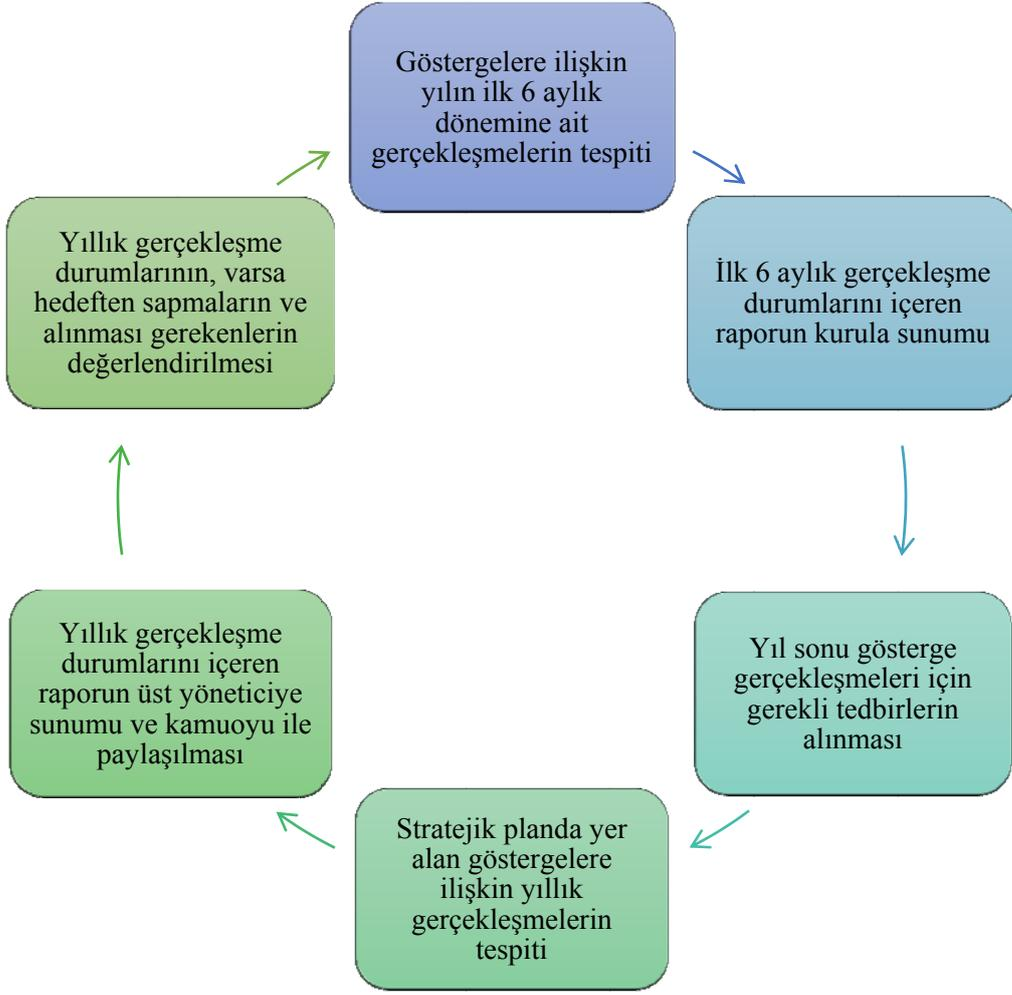 Göstergelere ilişkin
yılın ilk 6 aylık
dönemine ait
gerçekleşmelerin tespiti
İlk 6 aylık gerçekleşme
durumlarını içeren
raporun kurula sunumu
Yıl sonu gösterge
gerçekleşmeleri için
gerekli tedbirlerin
alınması
Stratejik planda yer
alan göstergelere
ilişkin yıllık
gerçekleşmelerin
tespiti
Yıllık gerçekleşme
durumlarını içeren
raporun üst yöneticiye
sunumu ve kamuoyu ile
paylaşılması
Yıllık gerçekleşme
durumlarının, varsa
hedeften sapmaların ve
alınması gerekenlerin
değerlendirilmesi